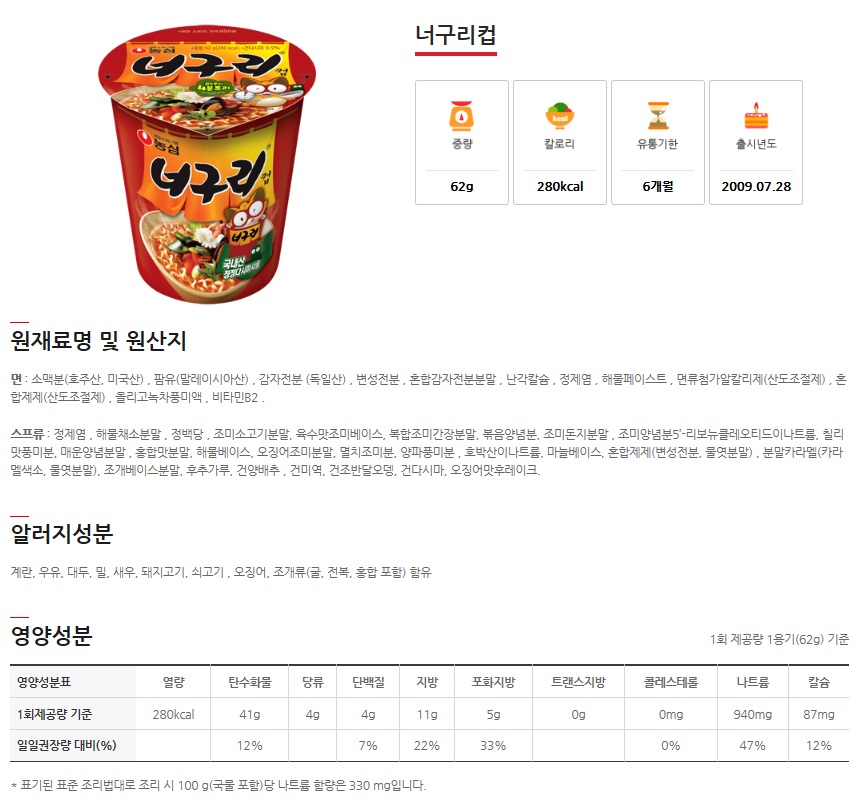 농심
너구리컵
농심
너구리컵
국내산
너구리컵
중량
칼로리
유통기한
출시년도
62g
280kcal
6개월
2009.07.28
원재료명 및 원산지
면 : 소맥분(호주산, 미국산) , 팜유(말레이시아산) , 감자전분 (독일산) , 변성전분 , 혼합감자전분분말 , 난각칼슘 , 정제염 , 해물페이스트 , 면류첨가알칼리제(산도조절제) , 혼
합제제(산도조절제) , 올리고녹차풍미액 , 비타민B2 .
스프류 : 정제염 , 해물채소분말 , 정백당 , 조미소고기분말, 육수맛조미베이스, 복합조미간장분말, 볶음양념분, 조미돈지분말 , 조미양념분5'-리보뉴클레오티드이나트륨, 칠리
맛풍미분, 매운양념분말 , 홍합맛분말, 해물베이스, 오징어조미분말, 멸치조미분, 양파풍미분 , 호박산이나트륨, 마늘베이스, 혼합제제(변성전분, 물엿분말) , 분말카라멜(카라
멜색소, 물엿분말), 조개베이스분말, 후추가루, 건양배추 , 건미역, 건조반달오뎅, 건다시마, 오징어맛후레이크.
알러지성분
계란, 우유, 대두, 밀, 새우, 돼지고기, 쇠고기 , 오징어, 조개류(굴, 전복, 홍합 포함) 함유
영양성분
1회 제공량 1용기(62g) 기준
영양성분표 열량 탄수화물 당류 단백질 지방 포화지방 트랜스지방 콜레스테롤 나트륨 칼슘
1회제공량 기준 280kcal 41g 4g 4g 11g 5g 0g 0mg 940mg 87mg
일일권장량 대비(%) 12% 7% 22% 33% 0% 47% 12%
* 표기된 표준 조리법대로 조리 시 100 g(국물 포함)당 나트륨 함량은 330 mg입니다.